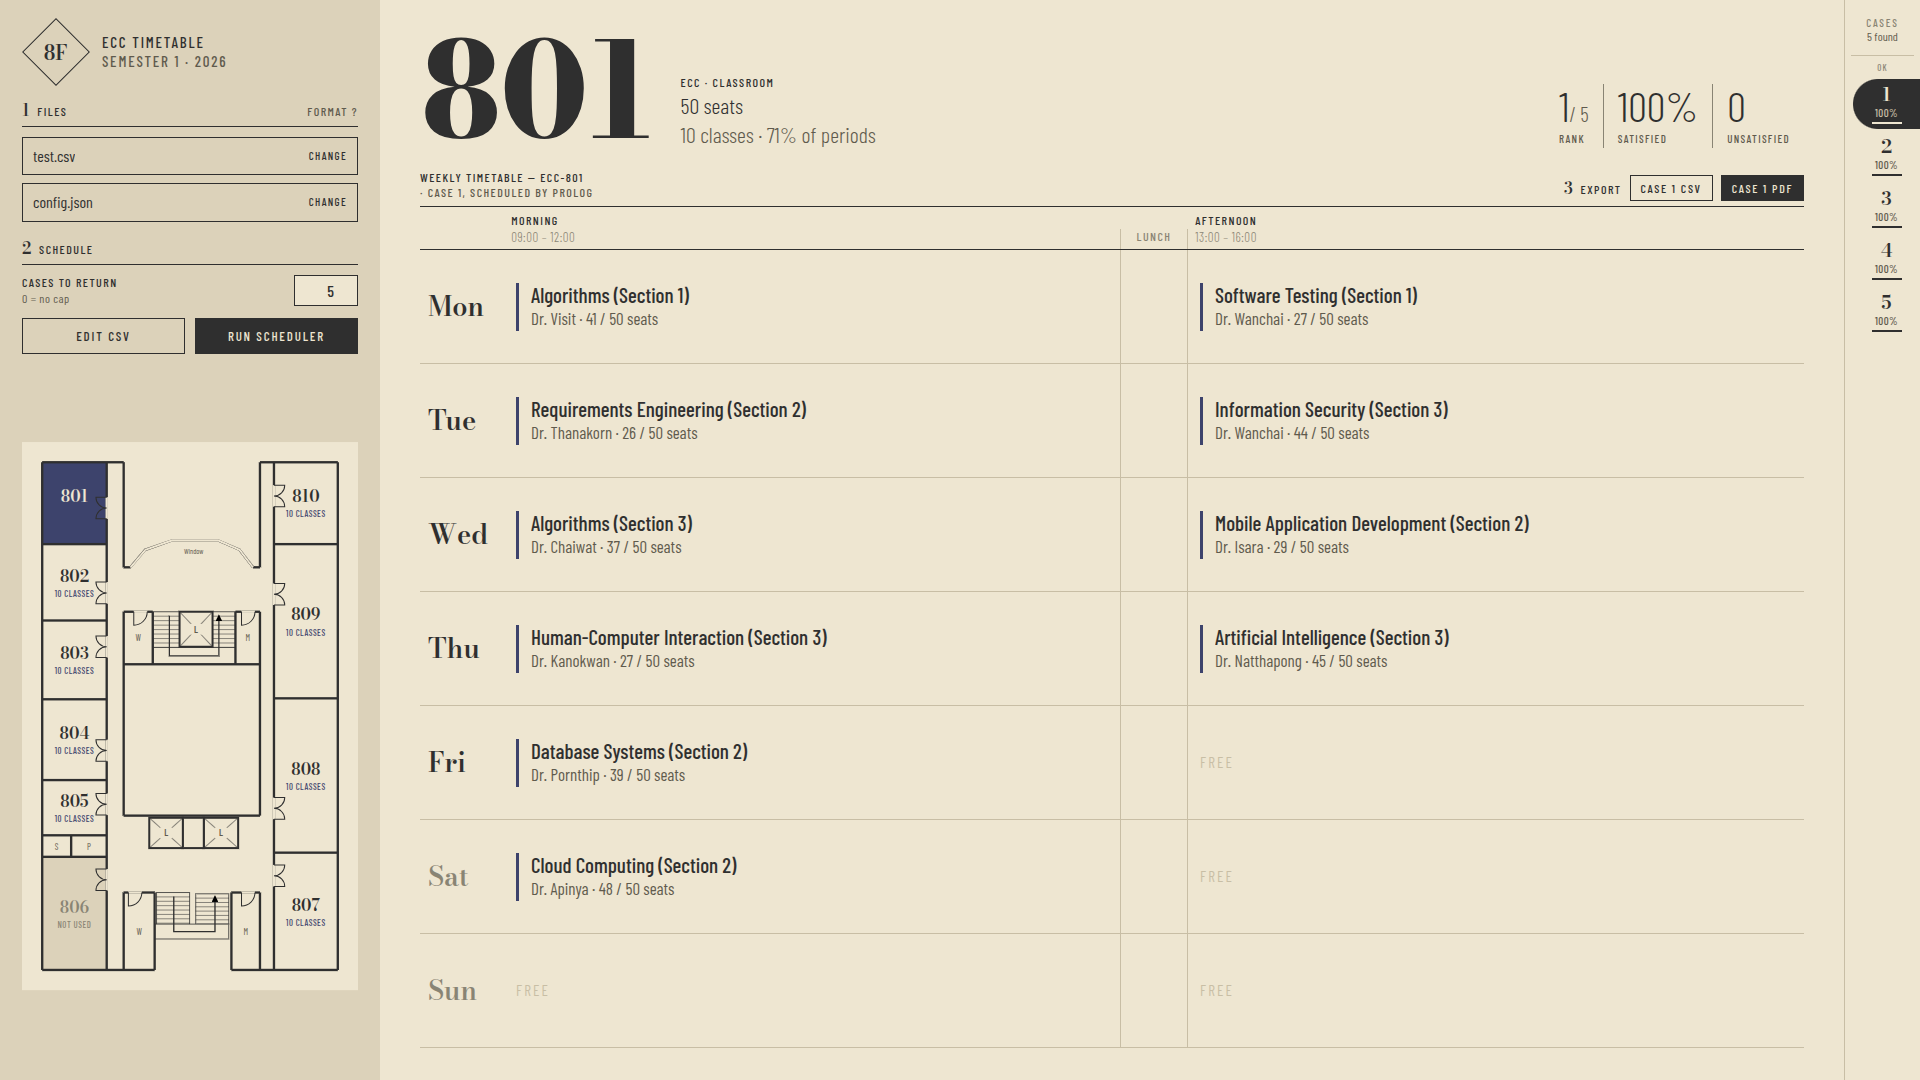 8F
ECC TIMETABLE
SEMESTER 1 · 2026
1 FILES
FORMAT ?
test.csv
CHANGE
config.json
CHANGE
2 SCHEDULE
CASES TO RETURN
0 = no cap
5
EDIT CSV
RUN SCHEDULER
801
810
10 CLASSES
Window
802
10 CLASSES
809
10 CLASSES
W
L
M
803
10 CLASSES
804
10 CLASSES
808
10 CLASSES
805
10 CLASSES
L
L
S
P
806
NOT USED
807
10 CLASSES
W
M
801
ECC · CLASSROOM
50 seats
10 classes · 71% of periods
1 / 5
RANK
100%
SATISFIED
0
UNSATISFIED
WEEKLY TIMETABLE — ECC-801
· CASE 1, SCHEDULED BY PROLOG
3 EXPORT
CASE 1 CSV
CASE 1 PDF
MORNING
09:00 – 12:00
LUNCH
AFTERNOON
13:00 – 16:00
Mon
Algorithms (Section 1)
Dr. Visit · 41 / 50 seats
Software Testing (Section 1)
Dr. Wanchai · 27 / 50 seats
Tue
Requirements Engineering (Section 2)
Dr. Thanakorn · 26 / 50 seats
Information Security (Section 3)
Dr. Wanchai · 44 / 50 seats
Wed
Algorithms (Section 3)
Dr. Chaiwat · 37 / 50 seats
Mobile Application Development (Section 2)
Dr. Isara · 29 / 50 seats
Thu
Human-Computer Interaction (Section 3)
Dr. Kanokwan · 27 / 50 seats
Artificial Intelligence (Section 3)
Dr. Natthapong · 45 / 50 seats
Fri
Database Systems (Section 2)
Dr. Pornthip · 39 / 50 seats
FREE
Sat
Cloud Computing (Section 2)
Dr. Apinya · 48 / 50 seats
FREE
Sun
FREE
FREE
CASES
5 found
OK
1
100%
2
100%
3
100%
4
100%
5
100%